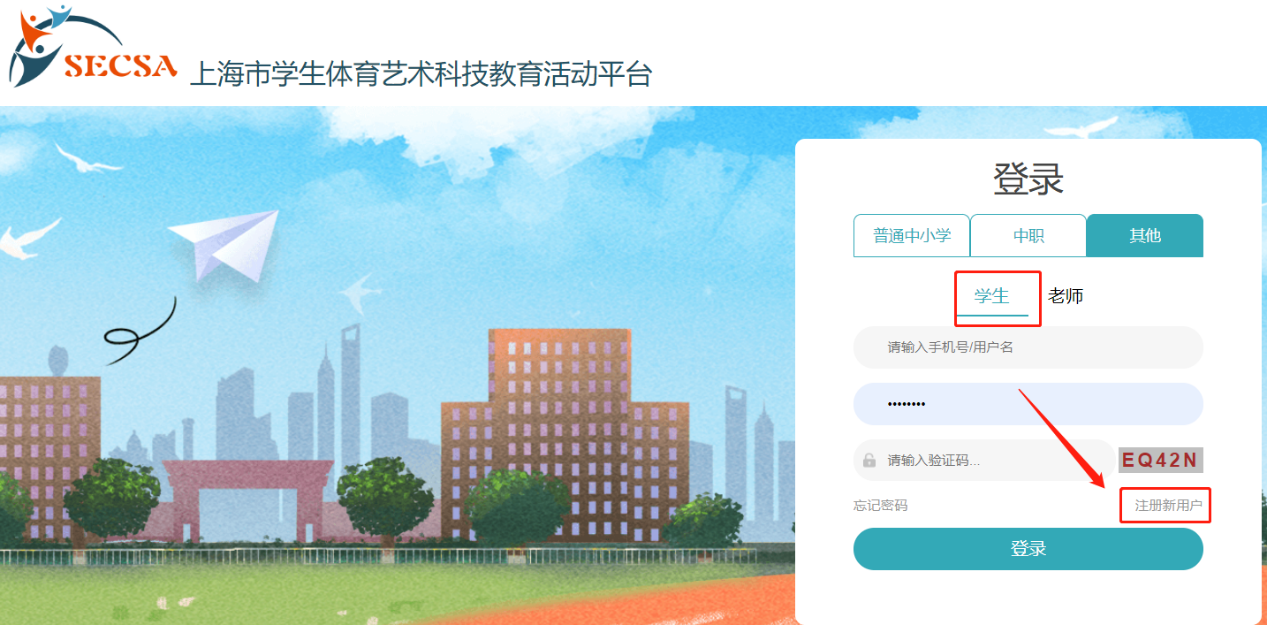 SECSA 上海市学生体育艺术科技教育活动平台
登录
普通中小学 中职 其他
学生 老师
请输入手机号/用户名
••••••••
请输入验证码... EQ42N
忘记密码 注册新用户
登录